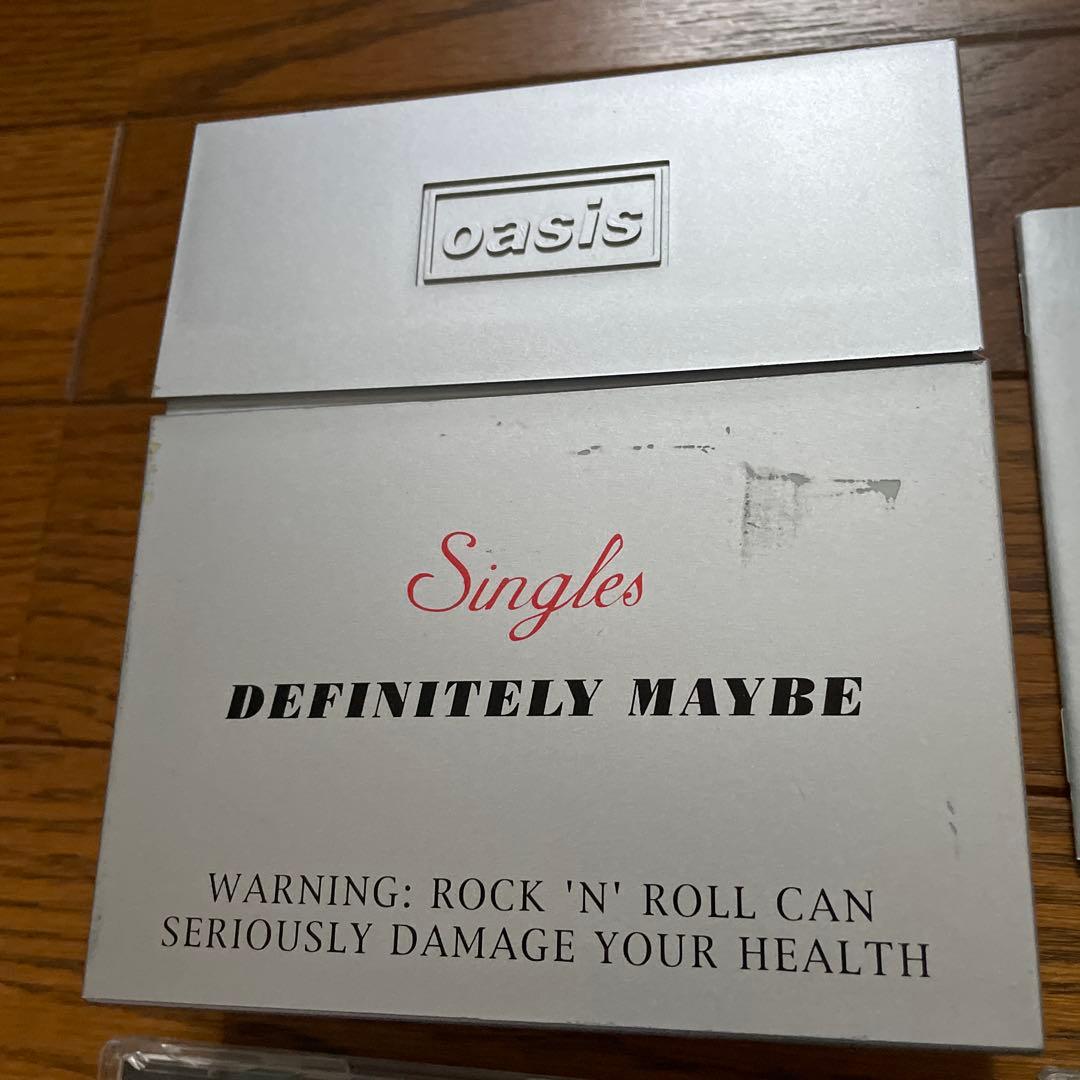 oasis
Singles
DEFINITELY MAYBE
WARNING: ROCK 'N' ROLL CAN
SERIOUSLY DAMAGE YOUR HEALTH